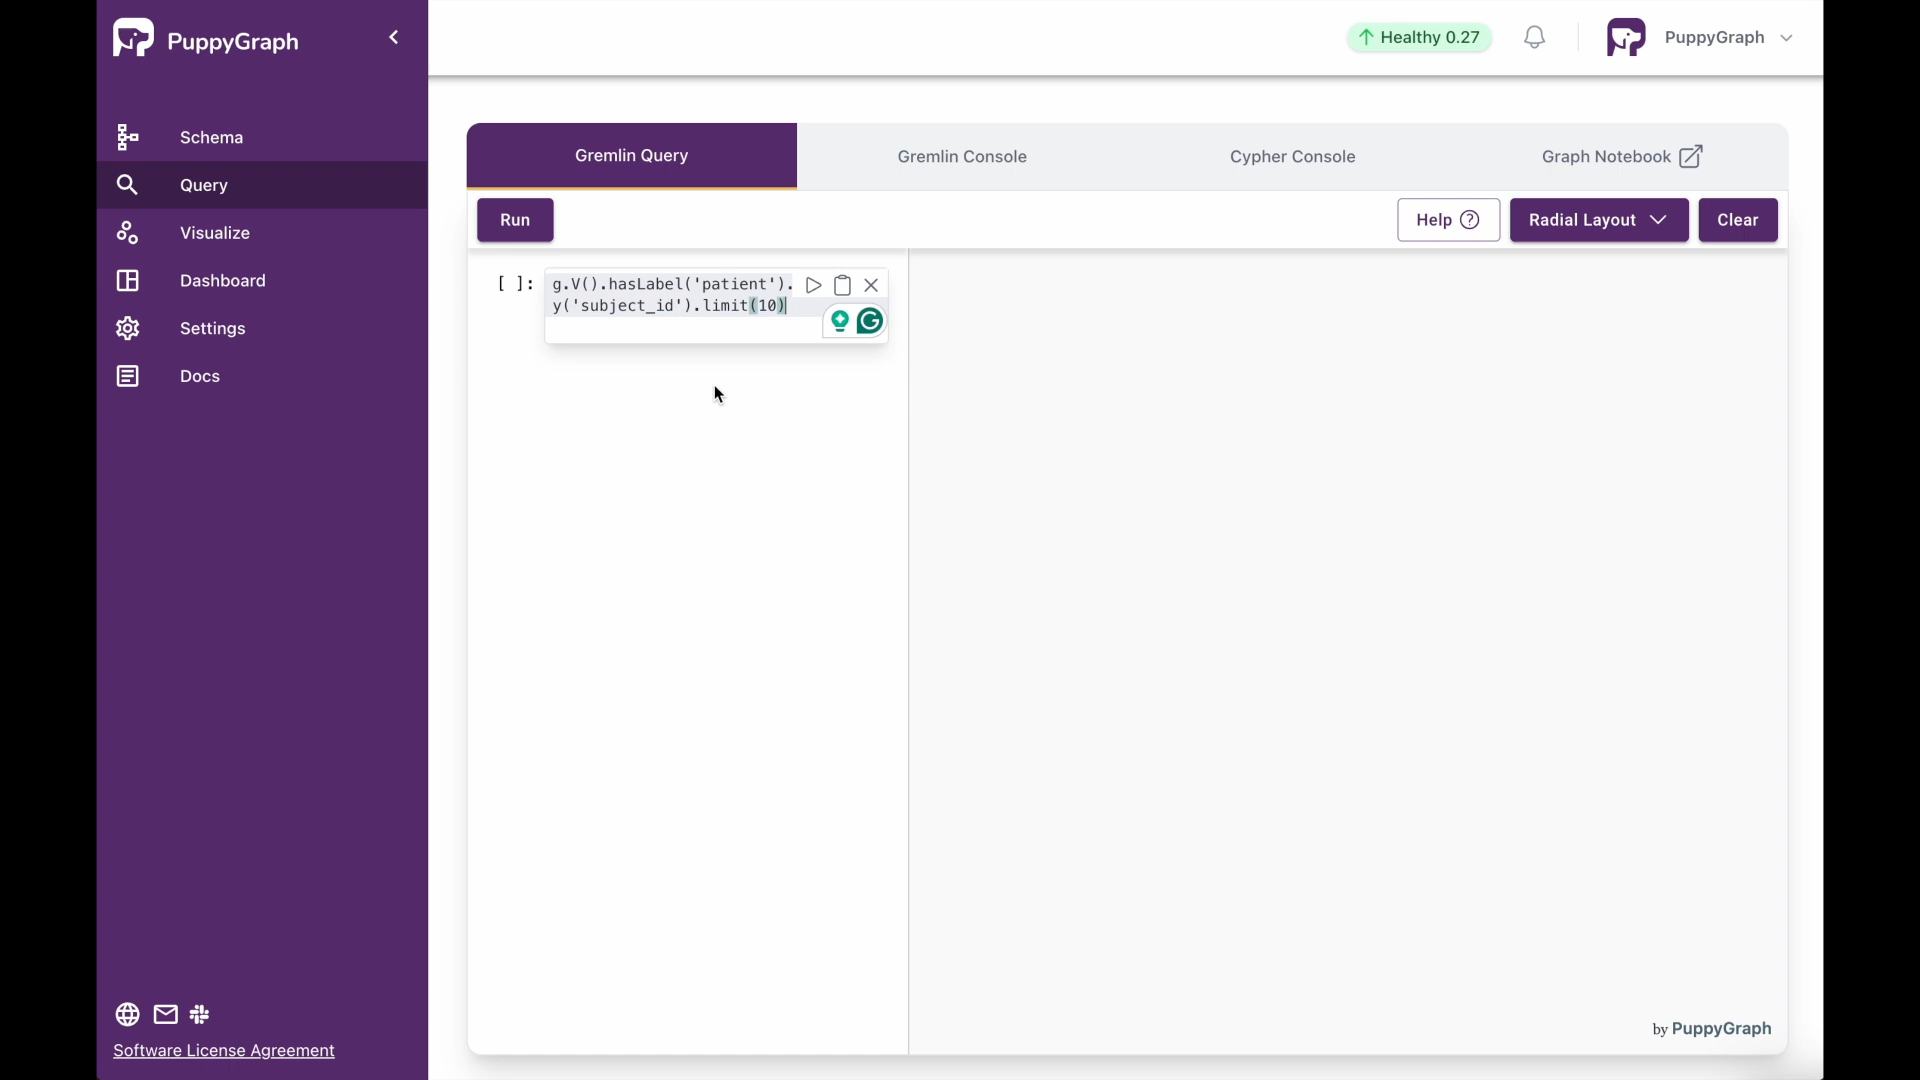 PuppyGraph
Healthy 0.27
PuppyGraph
Schema
Query
Visualize
Dashboard
Settings
Docs
Software License Agreement
Gremlin Query
Gremlin Console
Cypher Console
Graph Notebook
Run
Help
Radial Layout
Clear
[ ]:
g.V().hasLabel('patient').
y('subject_id').limit(10)
by PuppyGraph